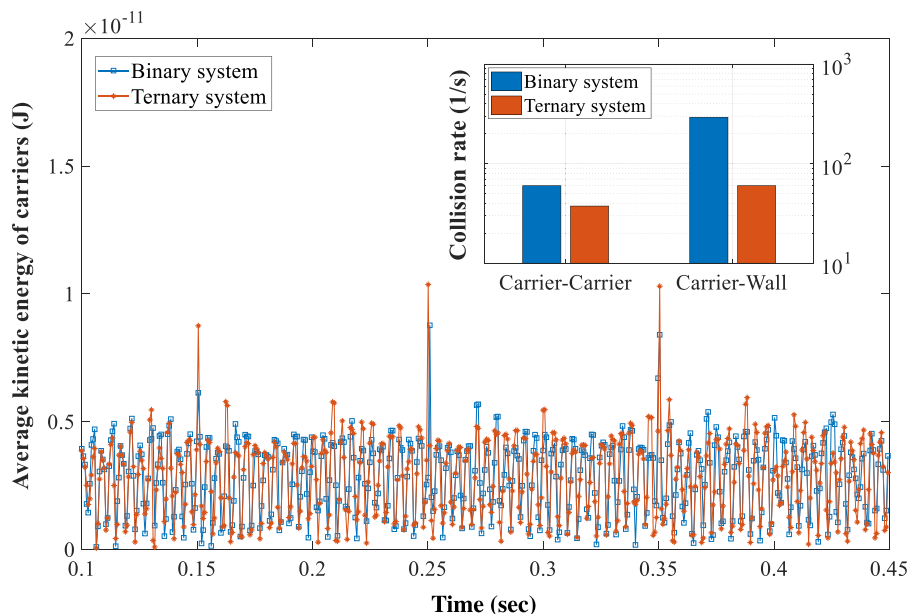 ×10⁻¹¹
2
1.5
1
0.5
0
Average kinetic energy of carriers (J)
Binary system
Ternary system
Collision rate (1/s)
Binary system
Ternary system
10³
10²
10¹
Carrier-Carrier Carrier-Wall
0.1 0.15 0.2 0.25 0.3 0.35 0.4 0.45
Time (sec)